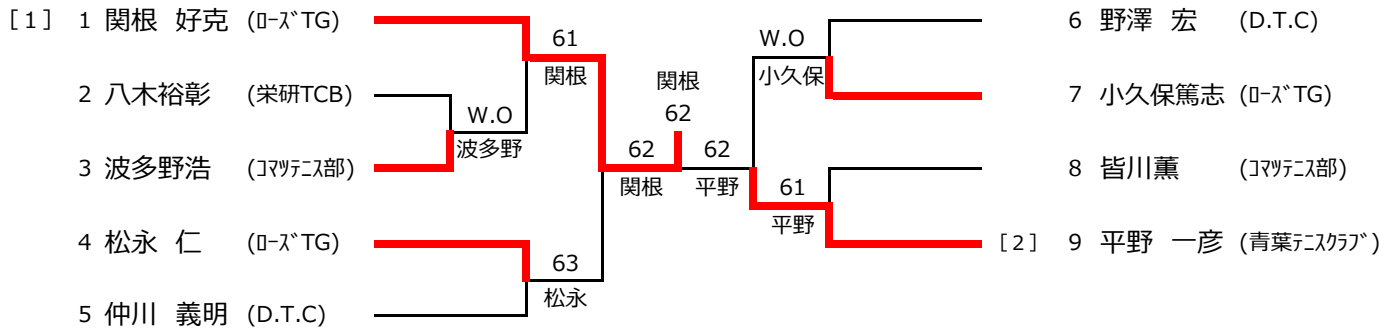 [1] 1 関根 好克 (ﾛｰｽﾞTG)
2 八木裕彰 (栄研TCB)
3 波多野浩 (ｺﾏﾂﾃﾆｽ部)
4 松永 仁 (ﾛｰｽﾞTG)
5 仲川 義明 (D.T.C)
W.O
波多野
61
関根
63
松永
62
関根
関根
62
62
平野
W.O
小久保
61
平野
6 野澤 宏 (D.T.C)
7 小久保篤志 (ﾛｰｽﾞTG)
8 皆川薫 (ｺﾏﾂﾃﾆｽ部)
[2] 9 平野 一彦 (青葉ﾃﾆｽｸﾗﾌﾞ)